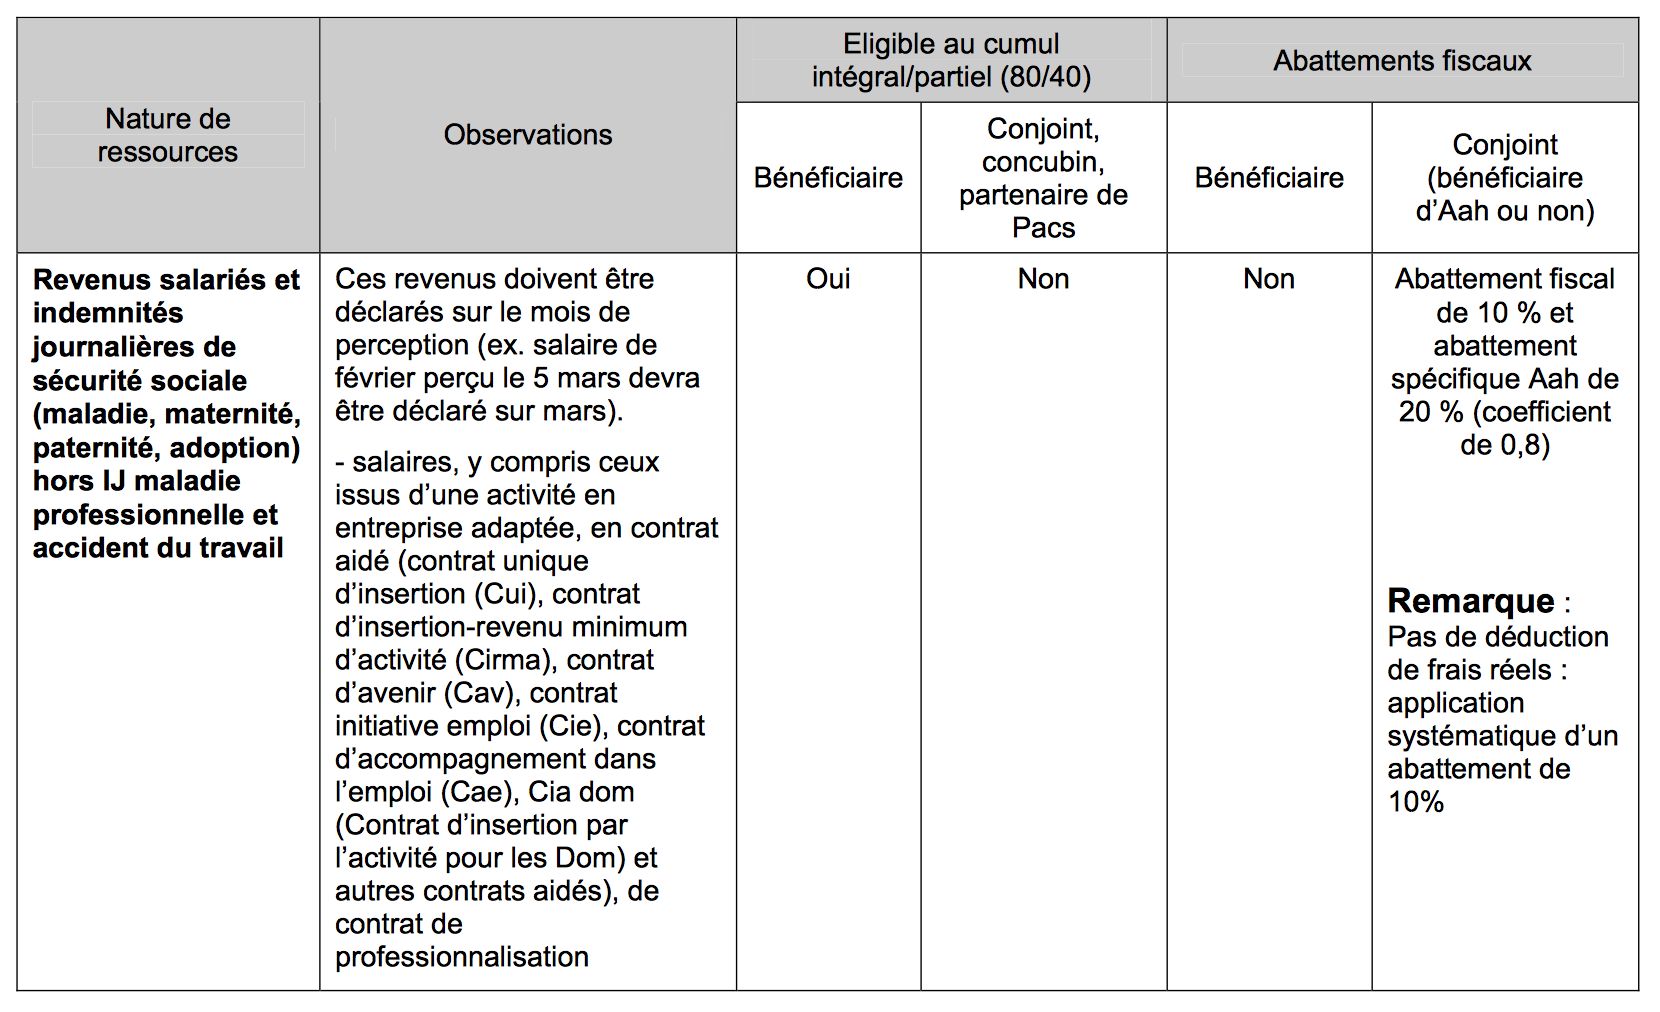 Nature de
ressources
Observations
Eligible au cumul
intégral/partiel (80/40)
Abattements fiscaux
Bénéficiaire
Conjoint,
concubin,
partenaire de
Pacs
Bénéficiaire
Conjoint
(bénéficiaire
d’Aah ou non)
Revenus salariés et
indemnités
journalières de
sécurité sociale
(maladie, maternité,
paternité, adoption)
hors IJ maladie
professionnelle et
accident du travail
Ces revenus doivent être
déclarés sur le mois de
perception (ex. salaire de
février perçu le 5 mars devra
être déclaré sur mars).
- salaires, y compris ceux
issus d’une activité en
entreprise adaptée, en contrat
aidé (contrat unique
d’insertion (Cui), contrat
d’insertion-revenu minimum
d’activité (Cirma), contrat
d’avenir (Cav), contrat
initiative emploi (Cie), contrat
d’accompagnement dans
l’emploi (Cae), Cia dom
(Contrat d’insertion par
l’activité pour les Dom) et
autres contrats aidés), de
contrat de
professionnalisation
Oui
Non
Non
Abattement fiscal
de 10 % et
abattement
spécifique Aah de
20 % (coefficient
de 0,8)
Remarque :
Pas de déduction
de frais réels :
application
systématique d’un
abattement de
10%